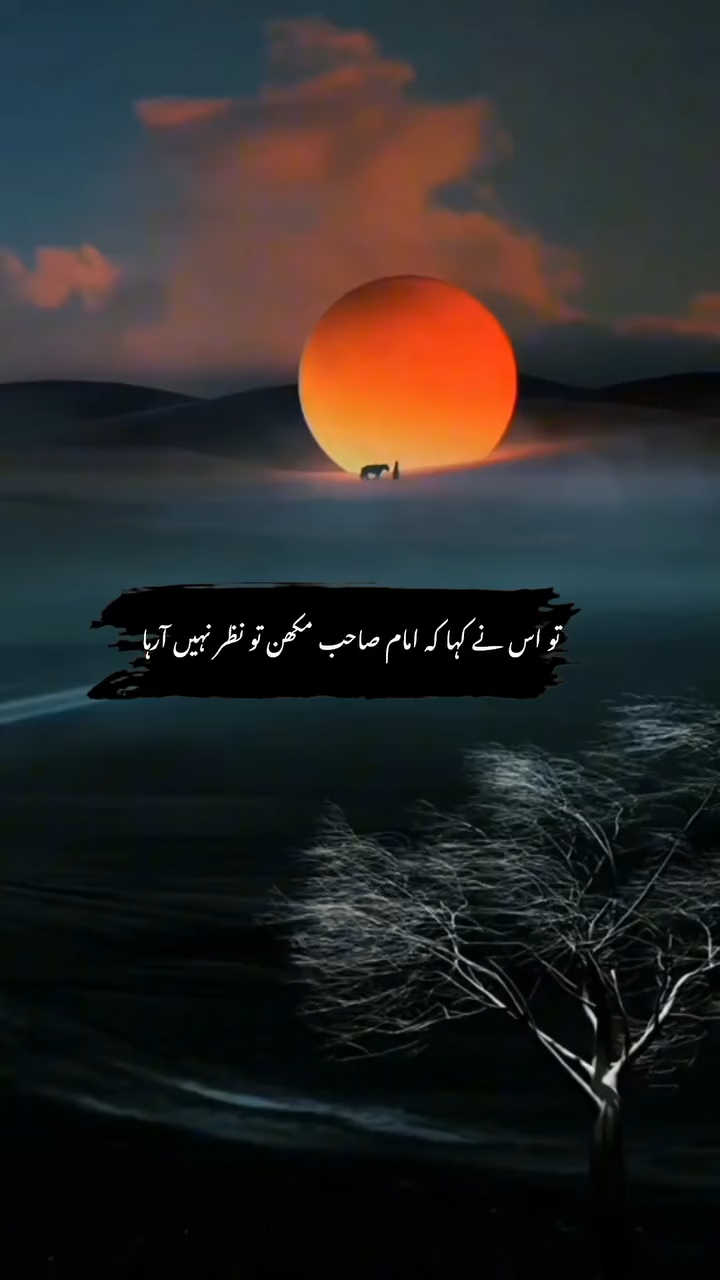 تو اس نے کہا کہ امام صاحب مکھن تو نظر نہیں آرہا